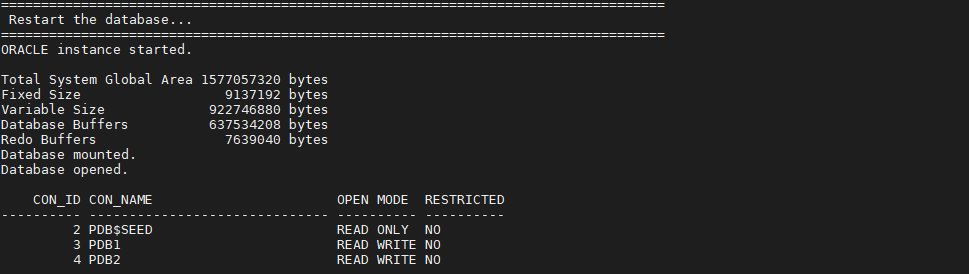 ===================================================================================
 Restart the database...
===================================================================================
ORACLE instance started.

Total System Global Area 1577057320 bytes
Fixed Size                  9137192 bytes
Variable Size             922746880 bytes
Database Buffers          637534208 bytes
Redo Buffers                7639040 bytes
Database mounted.
Database opened.

    CON_ID CON_NAME                       OPEN MODE  RESTRICTED
---------- ------------------------------ ---------- ----------
         2 PDB$SEED                       READ ONLY  NO
         3 PDB1                           READ WRITE NO
         4 PDB2                           READ WRITE NO